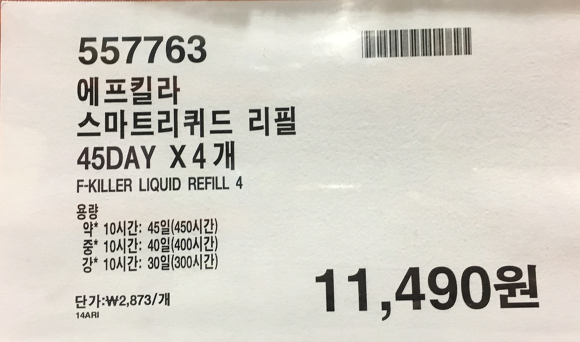 557763
에프킬라
스마트리퀴드 리필
45DAY X 4 개
F-KILLER LIQUID REFILL 4
용량
약* 10시간: 45일(450시간)
중* 10시간: 40일(400시간)
강* 10시간: 30일(300시간)
단가:₩2,873/개
14ARI
11,490원